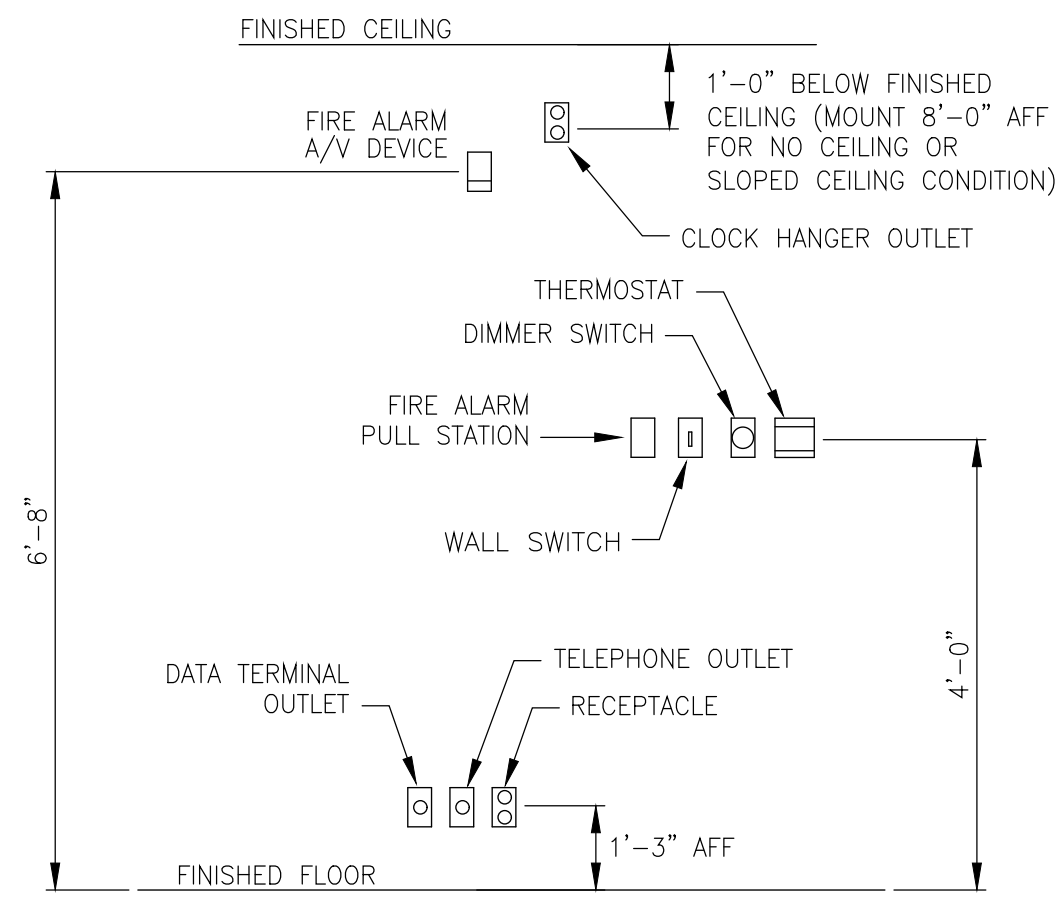 FINISHED CEILING
1’-0” BELOW FINISHED
CEILING (MOUNT 8’-0” AFF
FOR NO CEILING OR
SLOPED CEILING CONDITION)
FIRE ALARM
A/V DEVICE
CLOCK HANGER OUTLET
THERMOSTAT
DIMMER SWITCH
FIRE ALARM
PULL STATION
WALL SWITCH
6’-8”
4’-0”
DATA TERMINAL
OUTLET
TELEPHONE OUTLET
RECEPTACLE
1’-3” AFF
FINISHED FLOOR